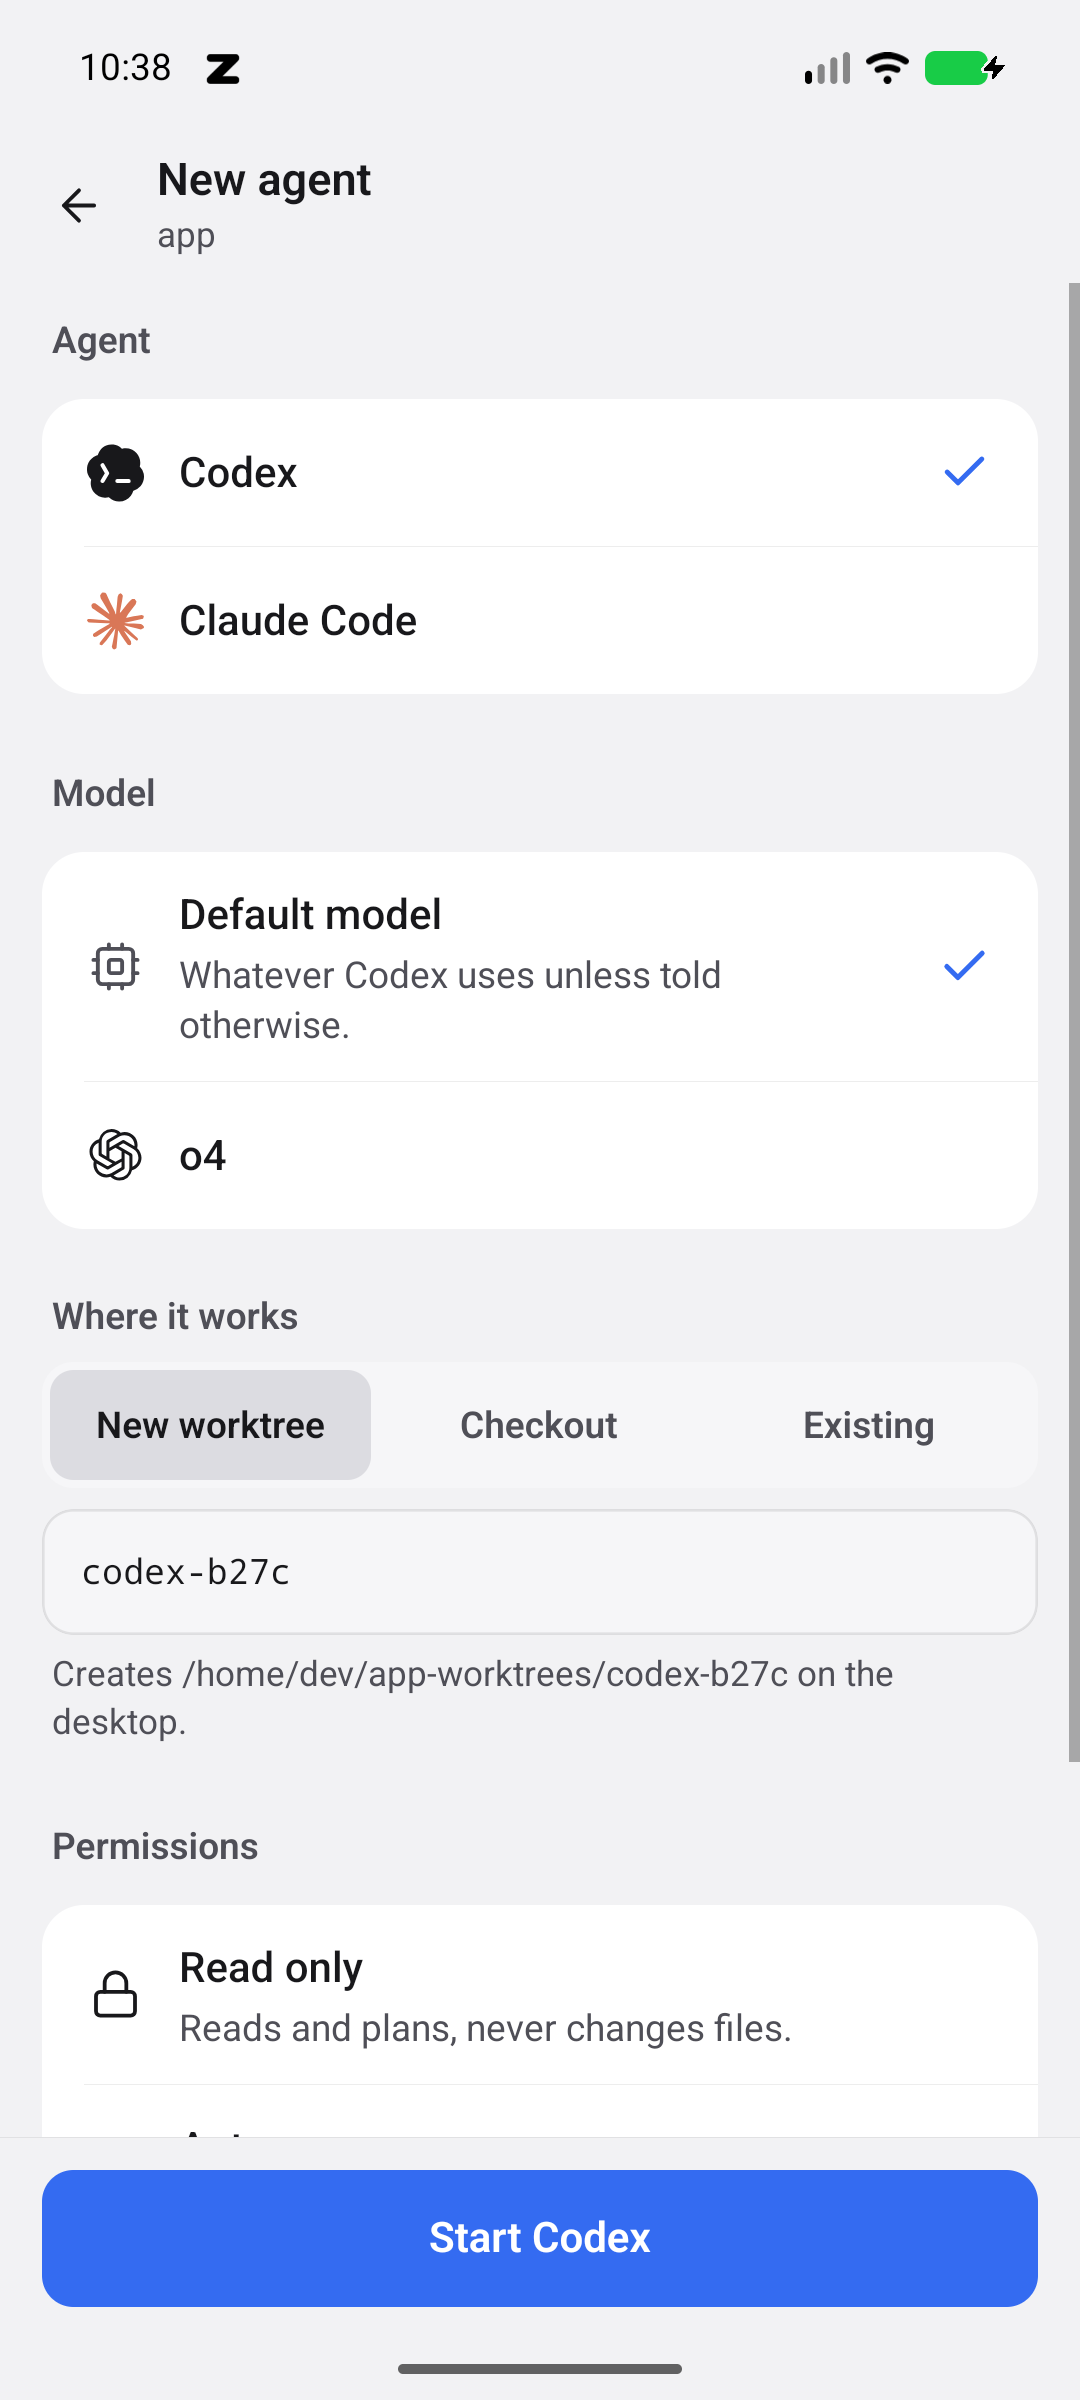 10:38
New agent
app
Agent
Codex
Claude Code
Model
Default model
Whatever Codex uses unless told
otherwise.
o4
Where it works
New worktree
Checkout
Existing
codex-b27c
Creates /home/dev/app-worktrees/codex-b27c on the
desktop.
Permissions
Read only
Reads and plans, never changes files.
Start Codex